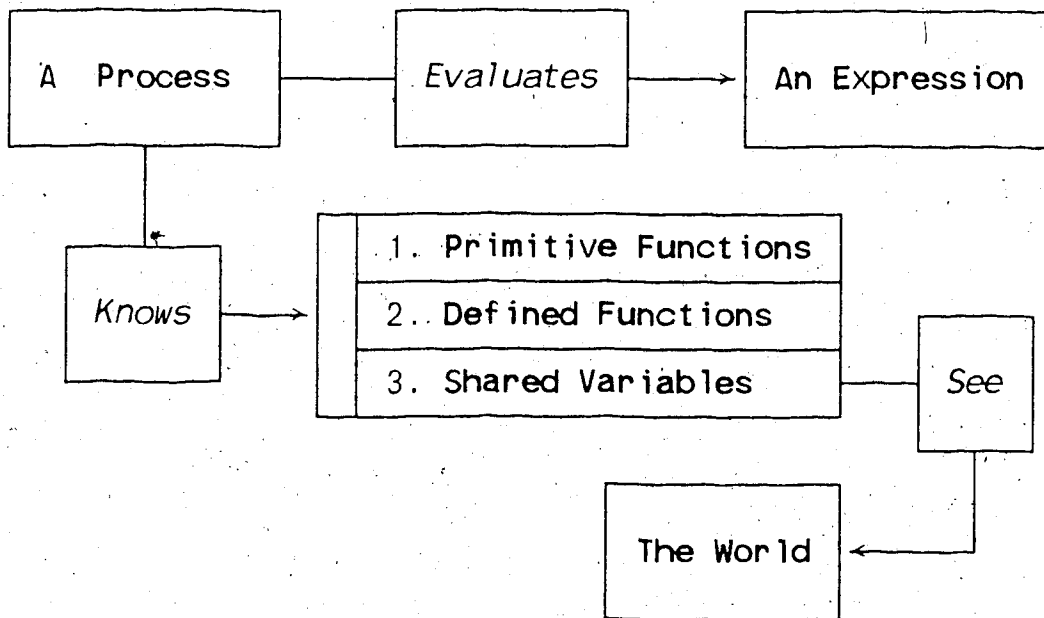 A Process
Evaluates
An Expression
Knows
1. Primitive Functions
2. Defined Functions
3. Shared Variables
See
The World